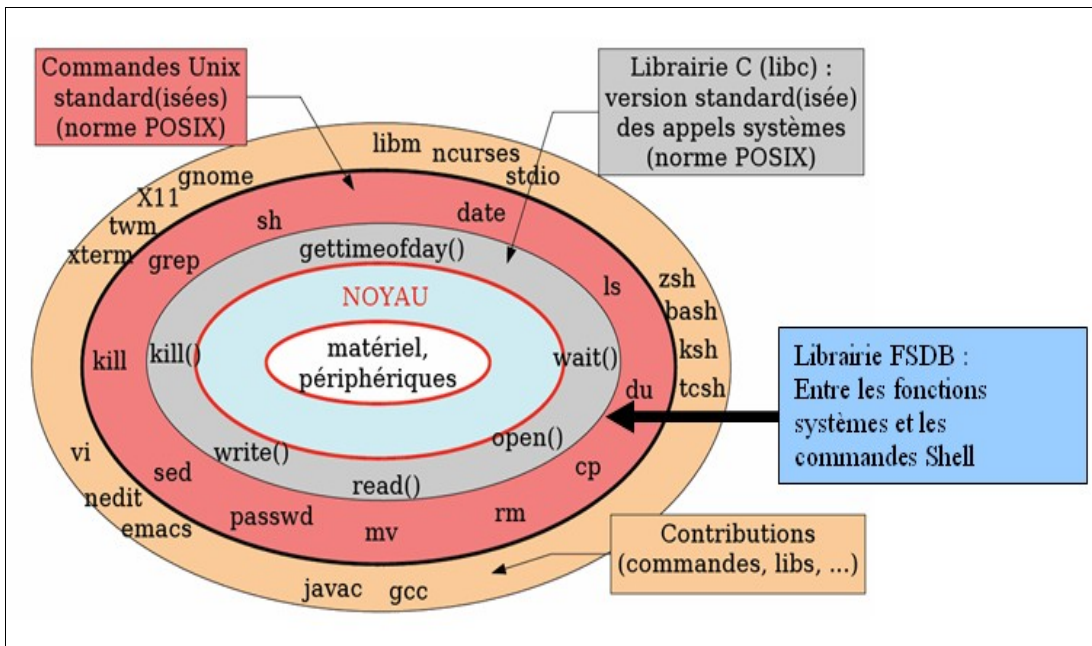 Commandes Unix
standard(isées)
(norme POSIX)
Librairie C (libc) :
version standard(isée)
des appels systèmes
(norme POSIX)
libm
ncurses
stdio
gnome
X11
twm
xterm
sh
date
grep
gettimeofday()
ls
zsh
bash
NOYAU
matériel,
périphériques
kill
kill()
wait()
ksh
du
tcsh
Librairie FSDB :
Entre les fonctions
systèmes et les
commandes Shell
vi
nedit
emacs
sed
write()
open()
read()
cp
passwd
mv
rm
javac
gcc
Contributions
(commandes, libs, ...)